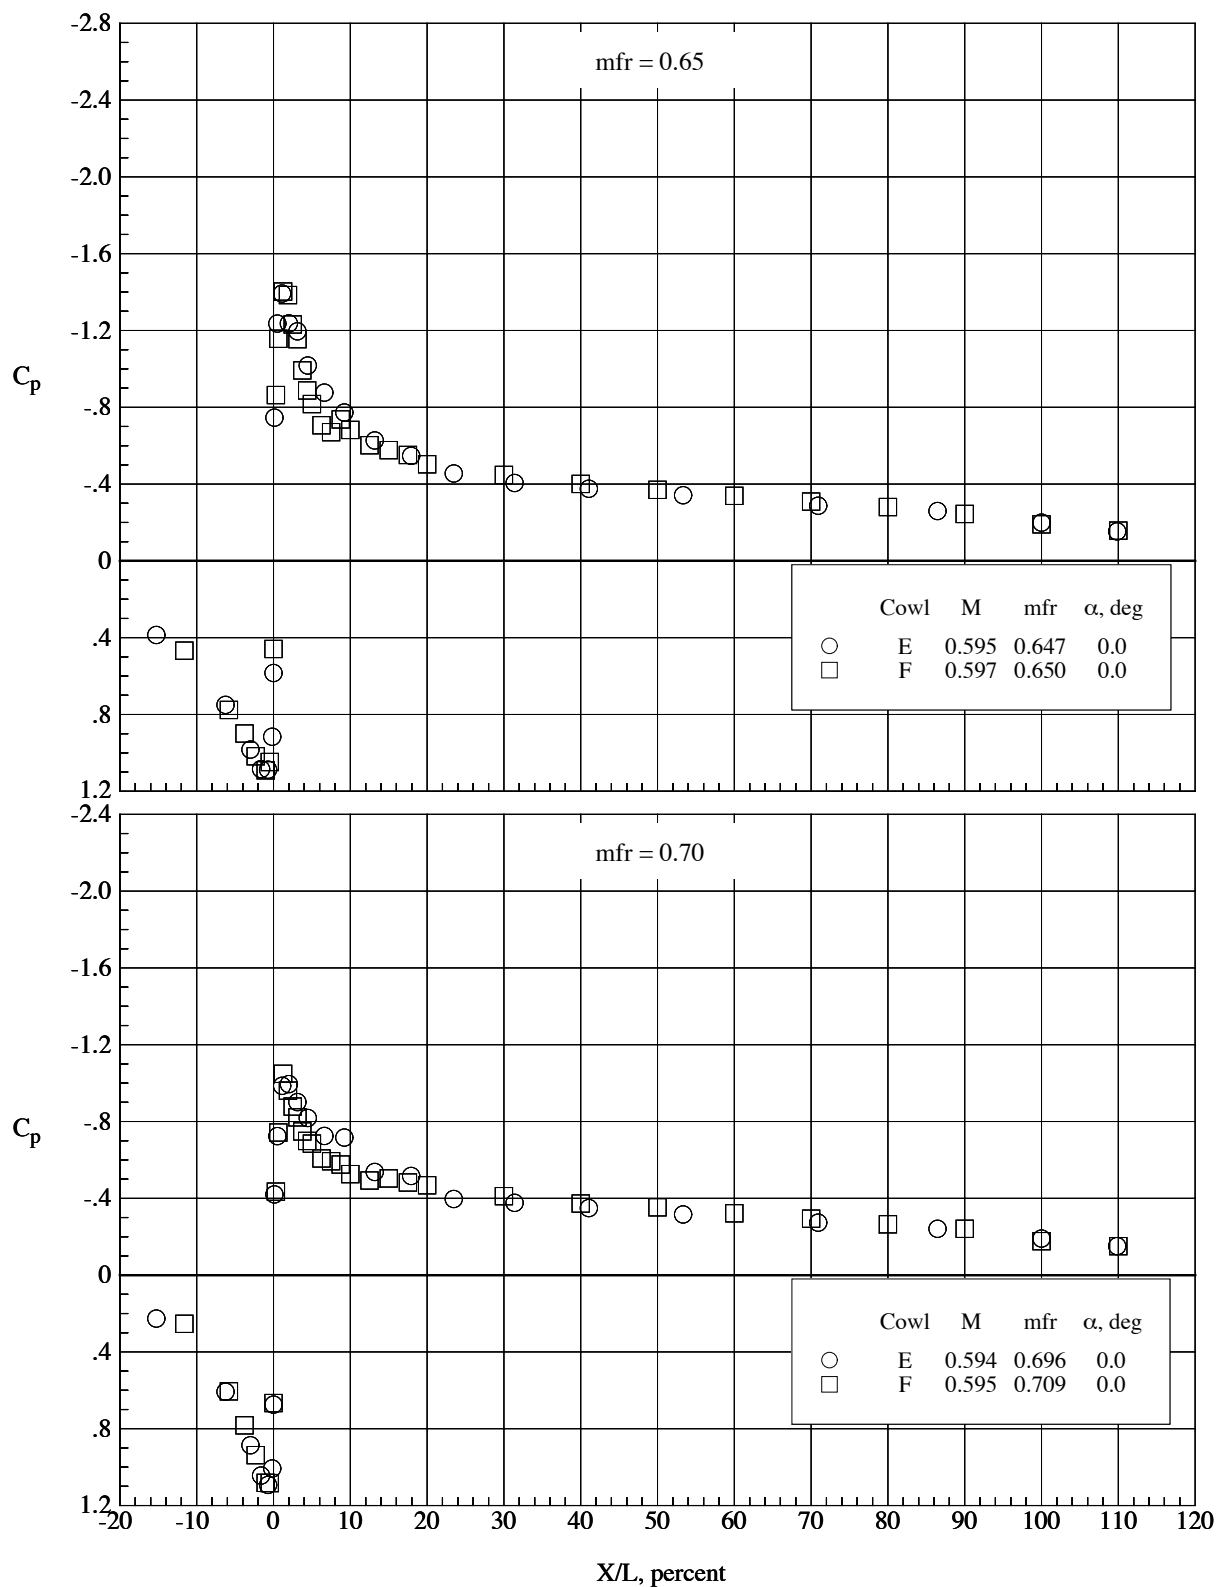 -2.8
mfr = 0.65
-2.4
-2.0
-1.6
-1.2
Cp
-.8
-.4
0
Cowl M mfr α, deg
.4
E 0.595 0.647 0.0
F 0.597 0.650 0.0
.8
1.2
-2.4
mfr = 0.70
-2.0
-1.6
-1.2
Cp
-.8
-.4
0
Cowl M mfr α, deg
.4
E 0.594 0.696 0.0
F 0.595 0.709 0.0
.8
1.2
-20 -10 0 10 20 30 40 50 60 70 80 90 100 110 120
X/L, percent